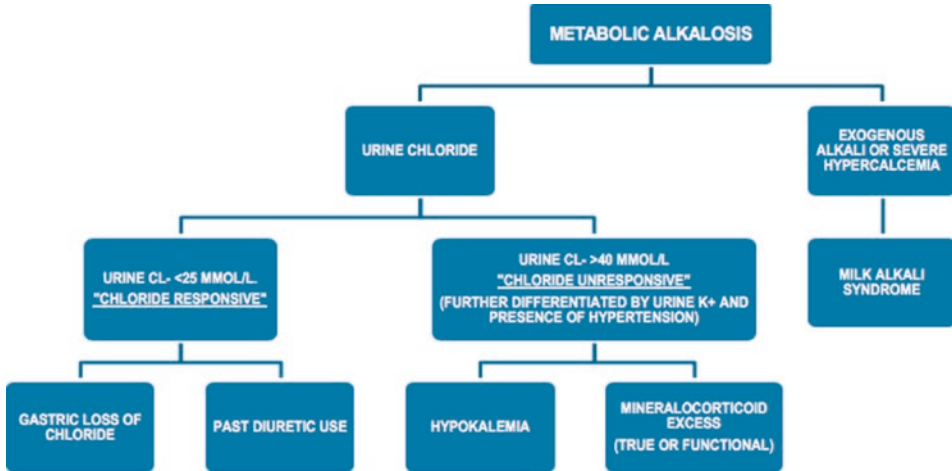 METABOLIC ALKALOSIS
URINE CHLORIDE
EXOGENOUS
ALKALI OR SEVERE
HYPERCALCEMIA
URINE CL- <25 MMOL/L.
"CHLORIDE RESPONSIVE"
URINE CL- >40 MMOL/L
"CHLORIDE UNRESPONSIVE"
(FURTHER DIFFERENTIATED BY URINE K+ AND
PRESENCE OF HYPERTENSION)
MILK ALKALI
SYNDROME
GASTRIC LOSS OF
CHLORIDE
PAST DIURETIC USE
HYPOKALEMIA
MINERALOCORTICOID
EXCESS
(TRUE OR FUNCTIONAL)